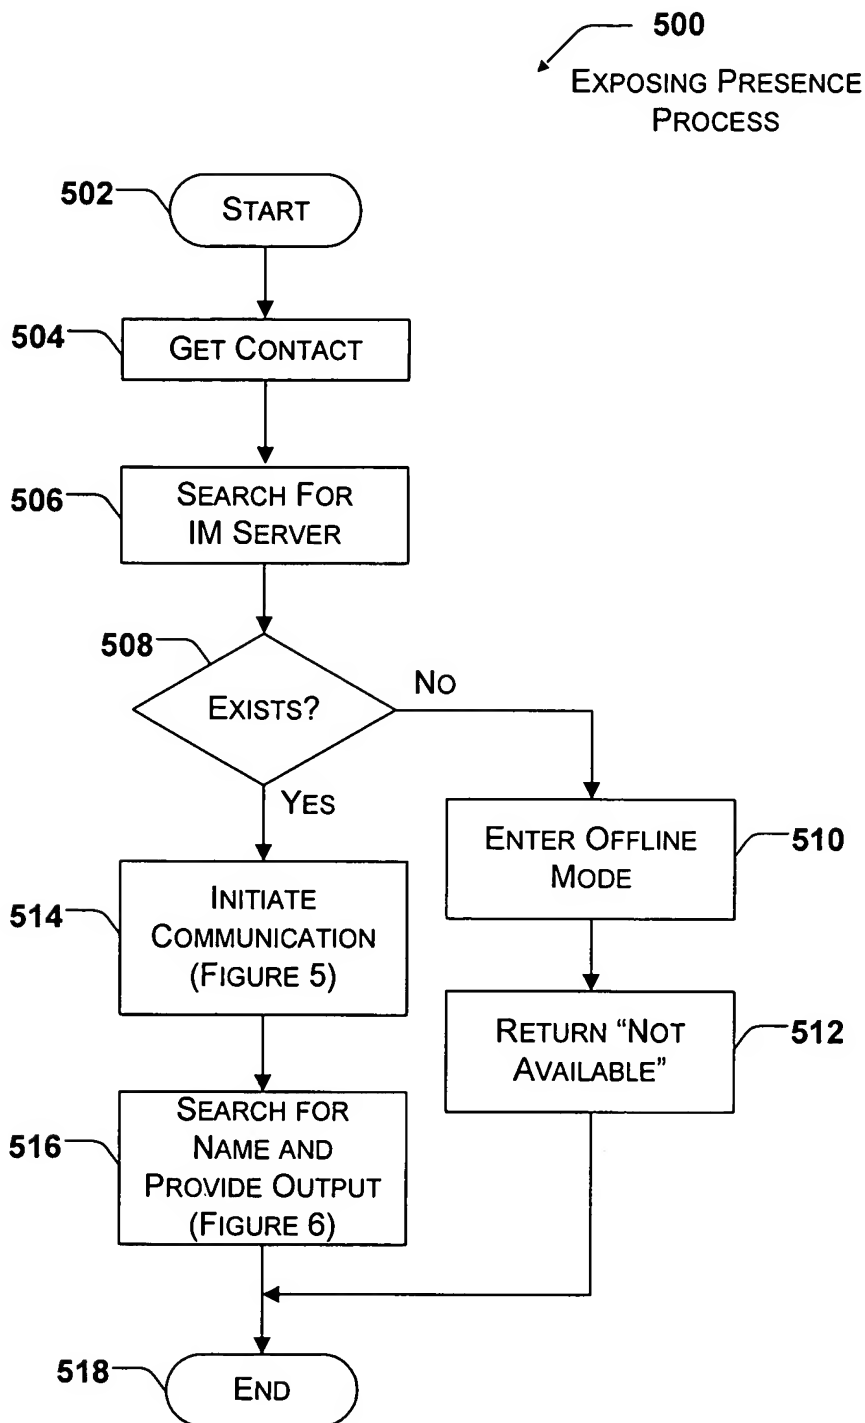 500
EXPOSING PRESENCE
PROCESS
502
START
504
GET CONTACT
506
SEARCH FOR
IM SERVER
508
EXISTS?
NO
YES
ENTER OFFLINE
MODE
510
514
INITIATE
COMMUNICATION
(FIGURE 5)
RETURN “NOT
AVAILABLE”
512
516
SEARCH FOR
NAME AND
PROVIDE OUTPUT
(FIGURE 6)
518
END